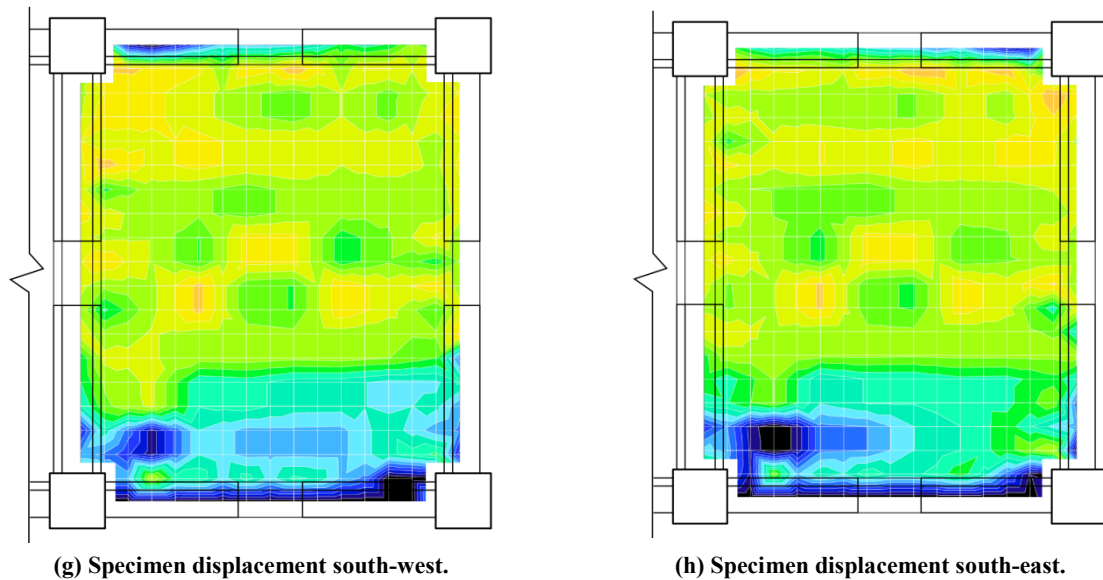 (g) Specimen displacement south-west.
(h) Specimen displacement south-east.